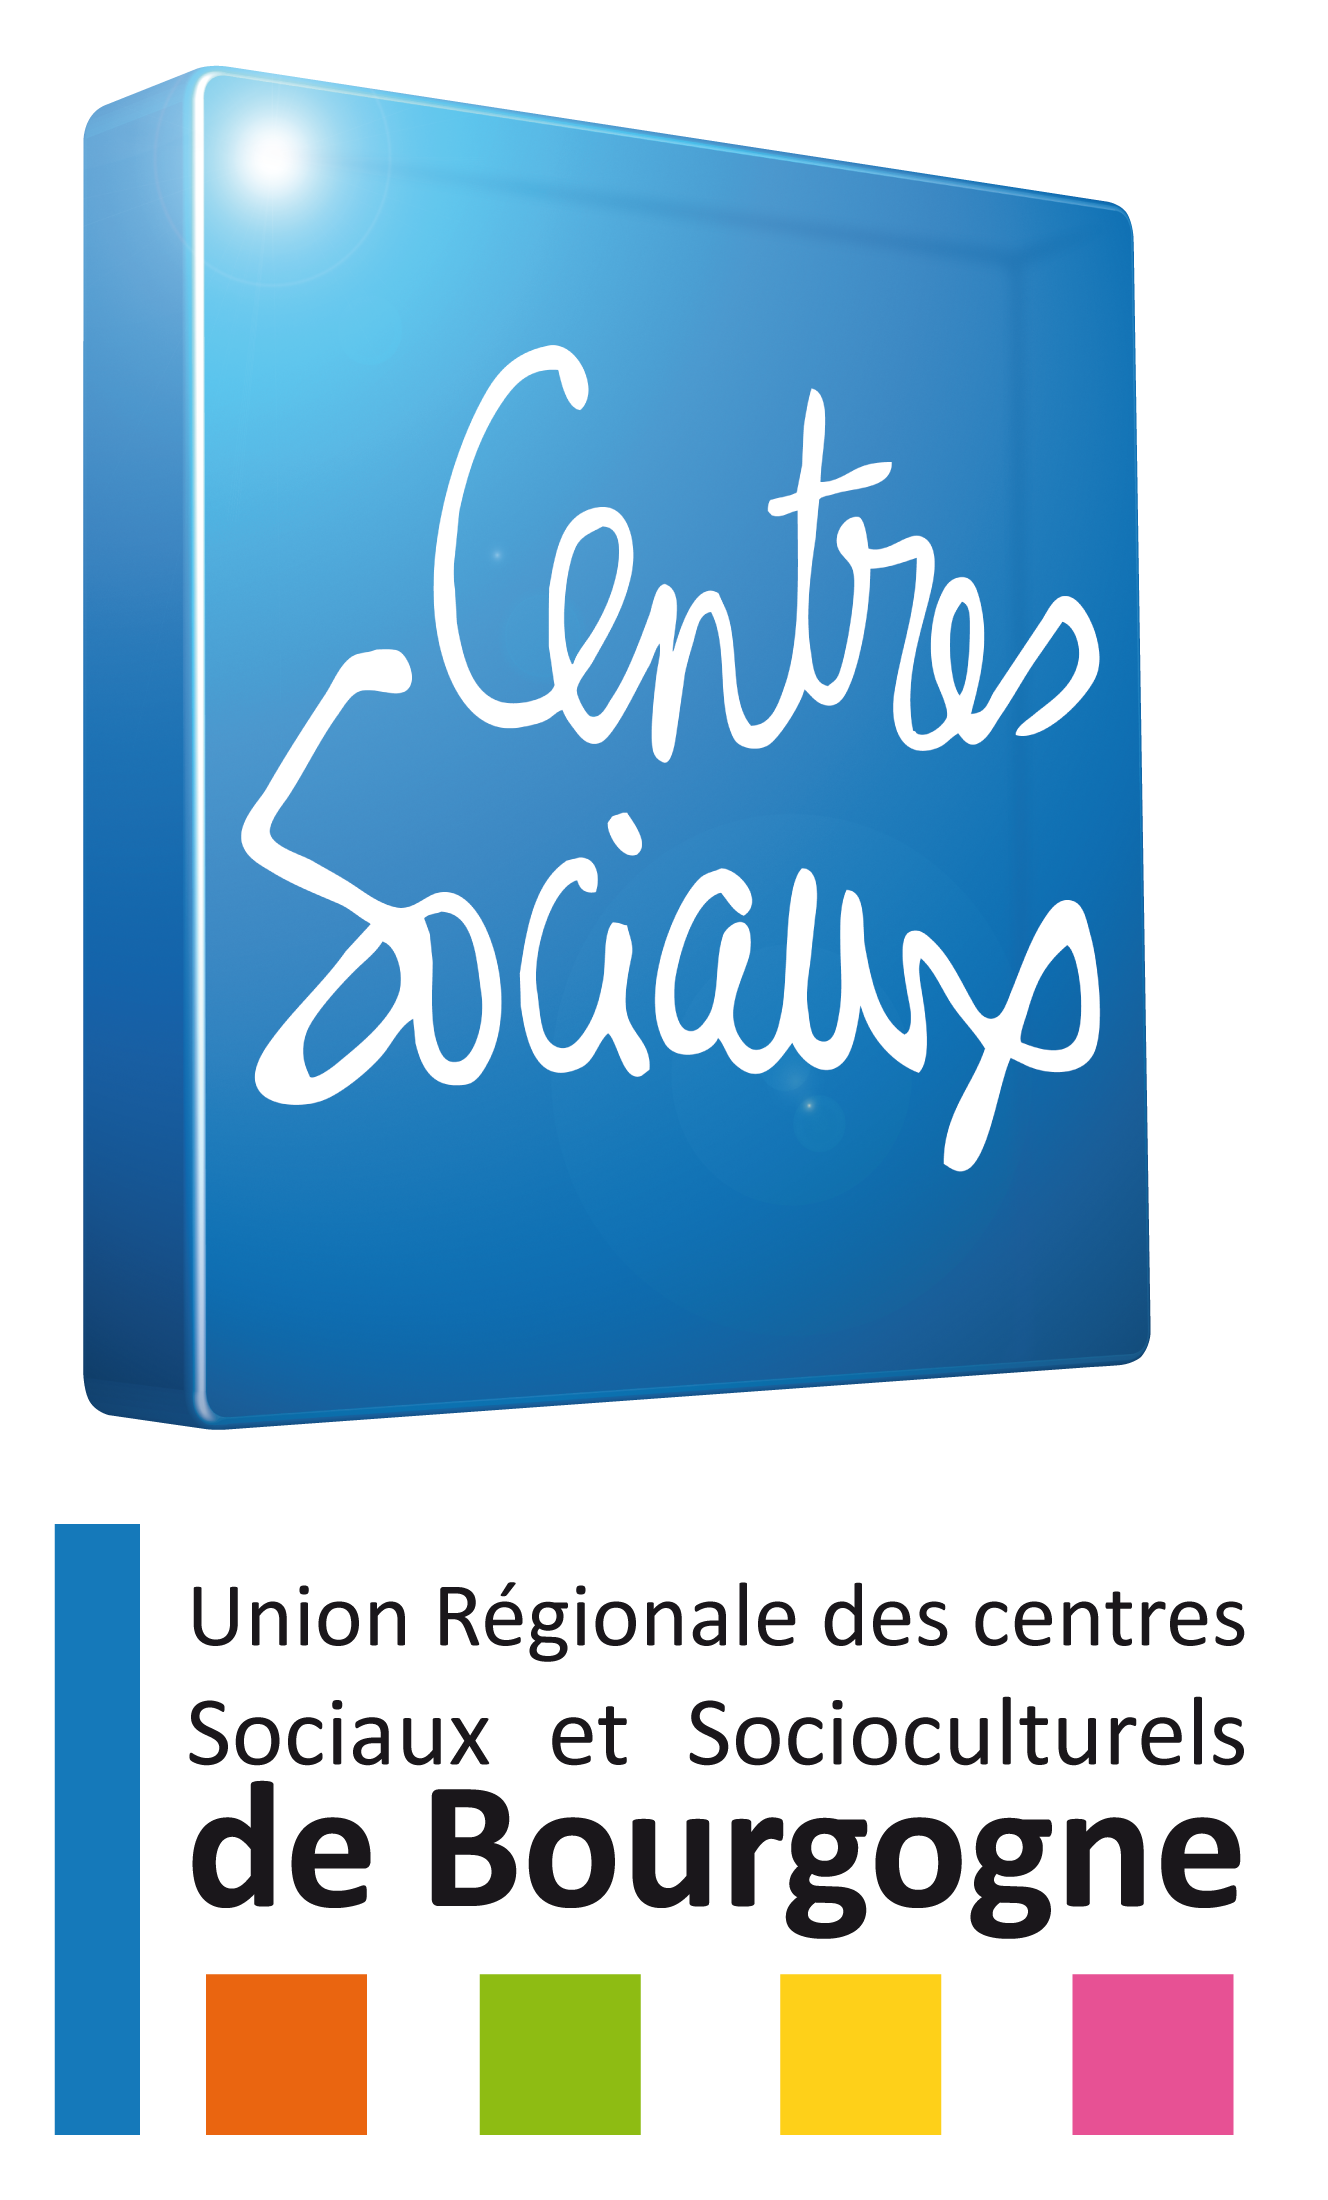 Centres
Sociaux
Union Régionale des centres
Sociaux et Socioculturels
de Bourgogne